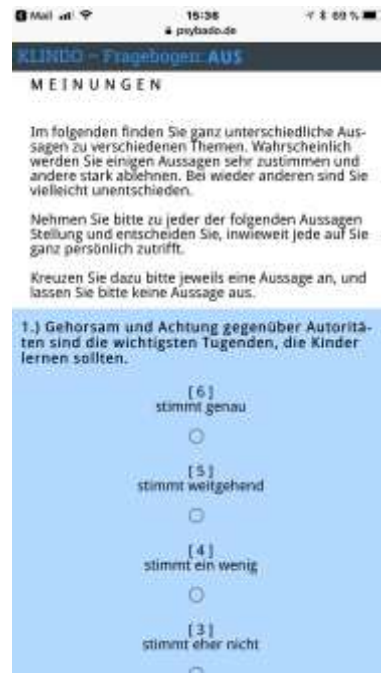 Mail
15:36
69 %
psybado.de
KLINDO – Fragebogen: AUS
MEINUNGEN
Im folgenden finden Sie ganz unterschiedliche Aus-
sagen zu verschiedenen Themen. Wahrscheinlich
werden Sie einigen Aussagen sehr zustimmen und
andere stark ablehnen. Bei wieder anderen sind Sie
vielleicht unentschieden.
Nehmen Sie bitte zu jeder der folgenden Aussagen
Stellung und entscheiden Sie, inwieweit jede auf Sie
ganz persönlich zutrifft.
Kreuzen Sie dazu bitte jeweils eine Aussage an, und
lassen Sie bitte keine Aussage aus.
1.) Gehorsam und Achtung gegenüber Autoritä-
ten sind die wichtigsten Tugenden, die Kinder
lernen sollten.
[6]
stimmt genau
[5]
stimmt weitgehend
[4]
stimmt ein wenig
[3]
stimmt eher nicht